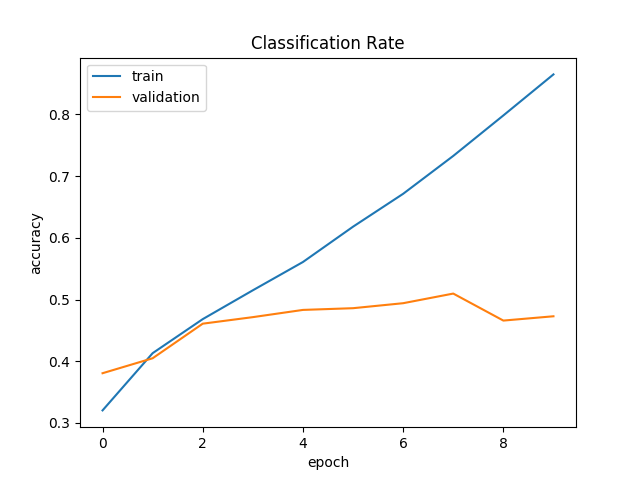 Classification Rate
train
validation
0.8
0.7
0.6
0.5
0.4
0.3
accuracy
0 2 4 6 8
epoch